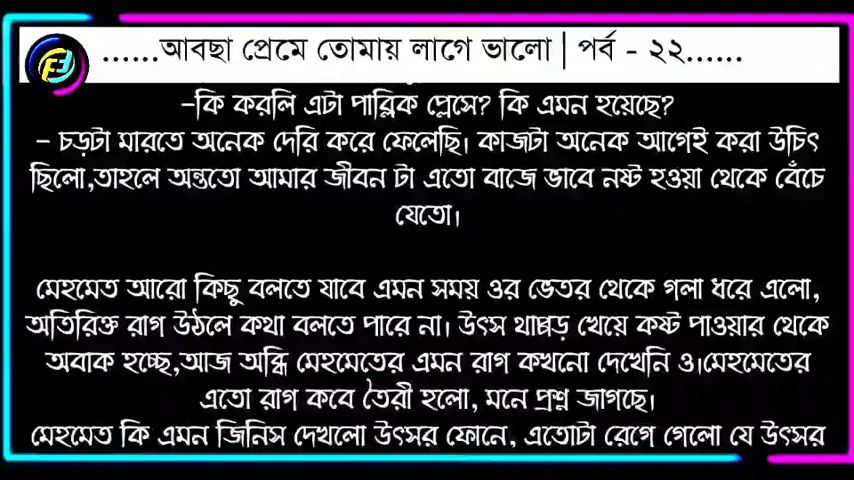 ......আবছা প্রেমে তোমায় লাগে ভালো | পর্ব - ২২......
-কি করলি এটা পাব্লিক প্লেসে? কি এমন হয়েছে?
- চড়টা মারতে অনেক দেরি করে ফেলেছি। কাজটা অনেক আগেই করা উচিৎ
ছিলো,তাহলে অন্ততো আমার জীবন টা এতো বাজে ভাবে নষ্ট হওয়া থেকে বেঁচে
যেতো।
মেহমেত আরো কিছু বলতে যাবে এমন সময় ওর ভেতর থেকে গলা ধরে এলো,
অতিরিক্ত রাগ উঠলে কথা বলতে পারে না। উৎস থাপ্পড় খেয়ে কষ্ট পাওয়ার থেকে
অবাক হচ্ছে,আজ অব্ধি মেহমেতের এমন রাগ কখনো দেখেনি ও।মেহমেতের
এতো রাগ কবে তৈরী হলো, মনে প্রশ্ন জাগছে।
মেহমেত কি এমন জিনিস দেখলো উৎসর ফোনে, এতোটা রেগে গেলো যে উৎসর